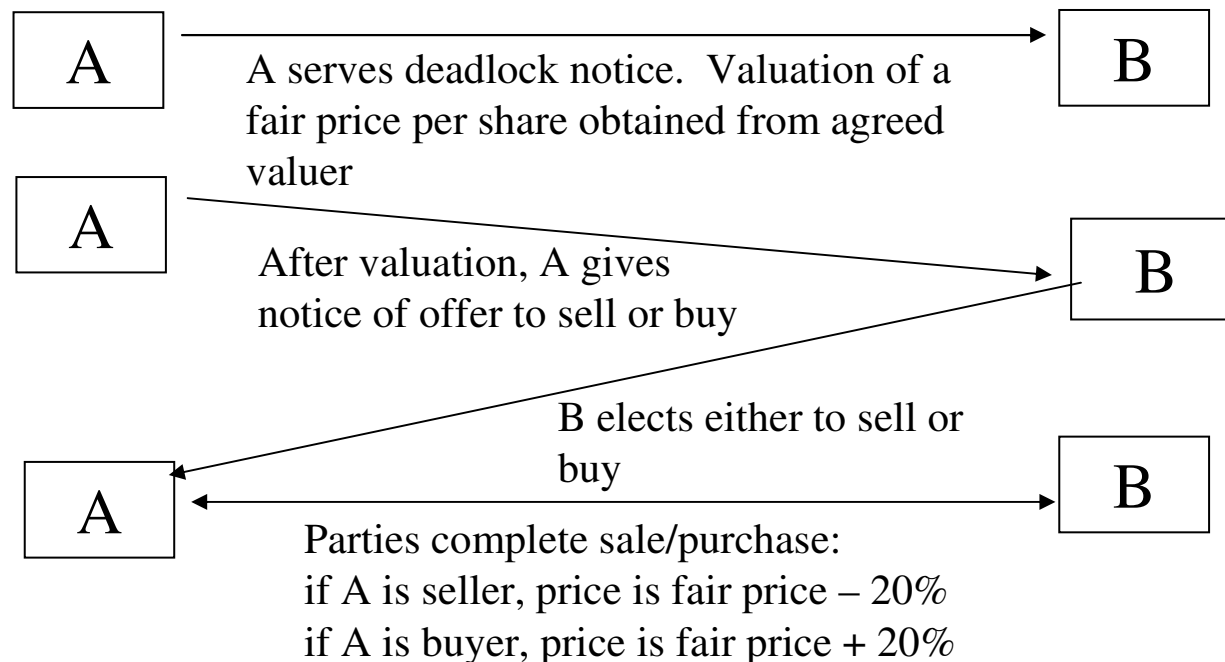 A
B
A serves deadlock notice.  Valuation of a
fair price per share obtained from agreed
valuer
A
B
After valuation, A gives
notice of offer to sell or buy
B elects either to sell or
buy
A
B
Parties complete sale/purchase:
if A is seller, price is fair price – 20%
if A is buyer, price is fair price + 20%